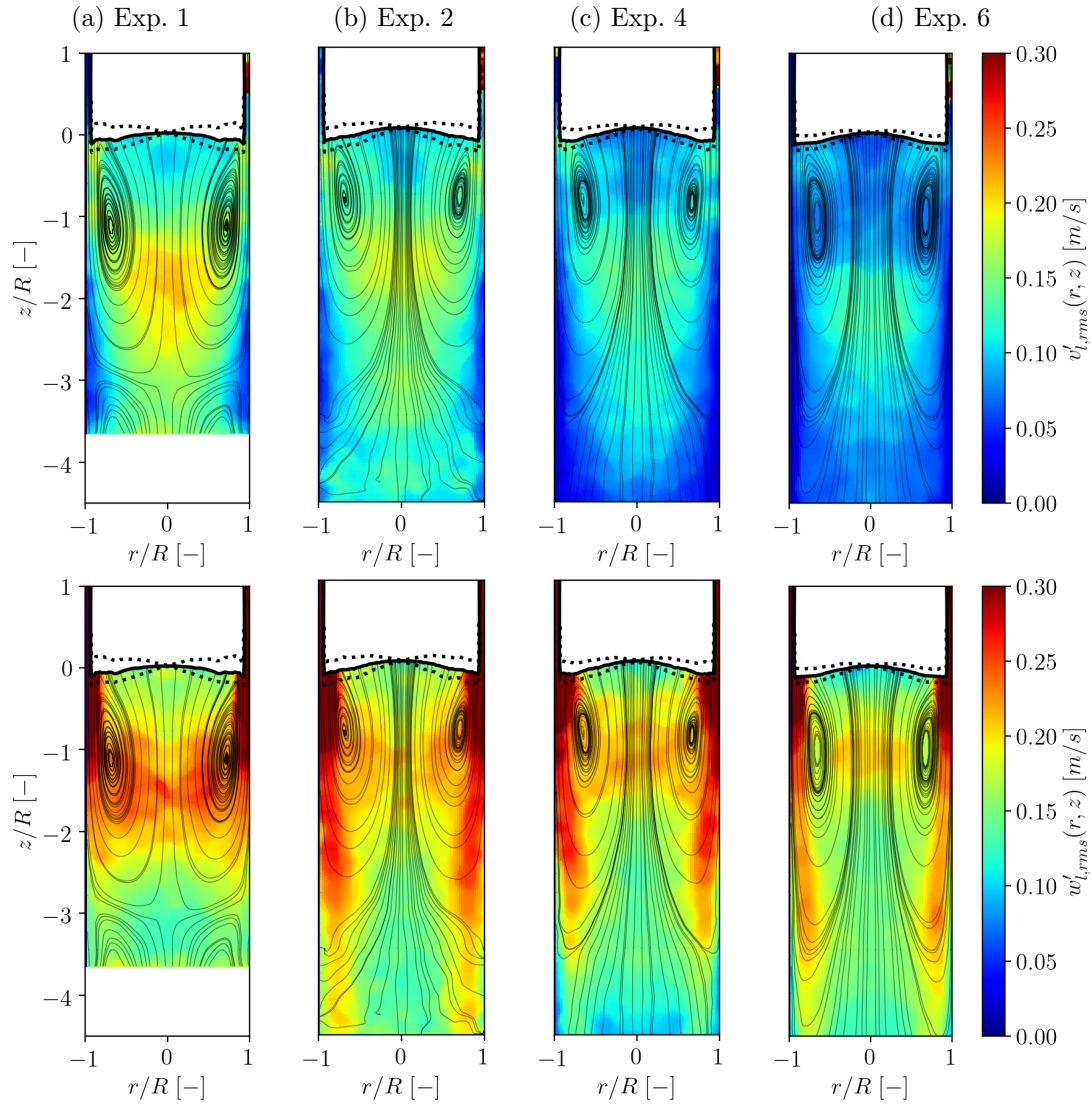 (a) Exp. 1 (b) Exp. 2 (c) Exp. 4 (d) Exp. 6
1
0
−1
−2
−3
−4
z/R [−]
−1 0 1
r/R [−]
−1 0 1
r/R [−]
−1 0 1
r/R [−]
−1 0 1
r/R [−]
0.30
0.25
0.20
0.15
0.10
0.05
0.00
v′l,rms(r, z) [m/s]
1
0
−1
−2
−3
−4
z/R [−]
−1 0 1
r/R [−]
−1 0 1
r/R [−]
−1 0 1
r/R [−]
−1 0 1
r/R [−]
0.30
0.25
0.20
0.15
0.10
0.05
0.00
w′l,rms(r, z) [m/s]